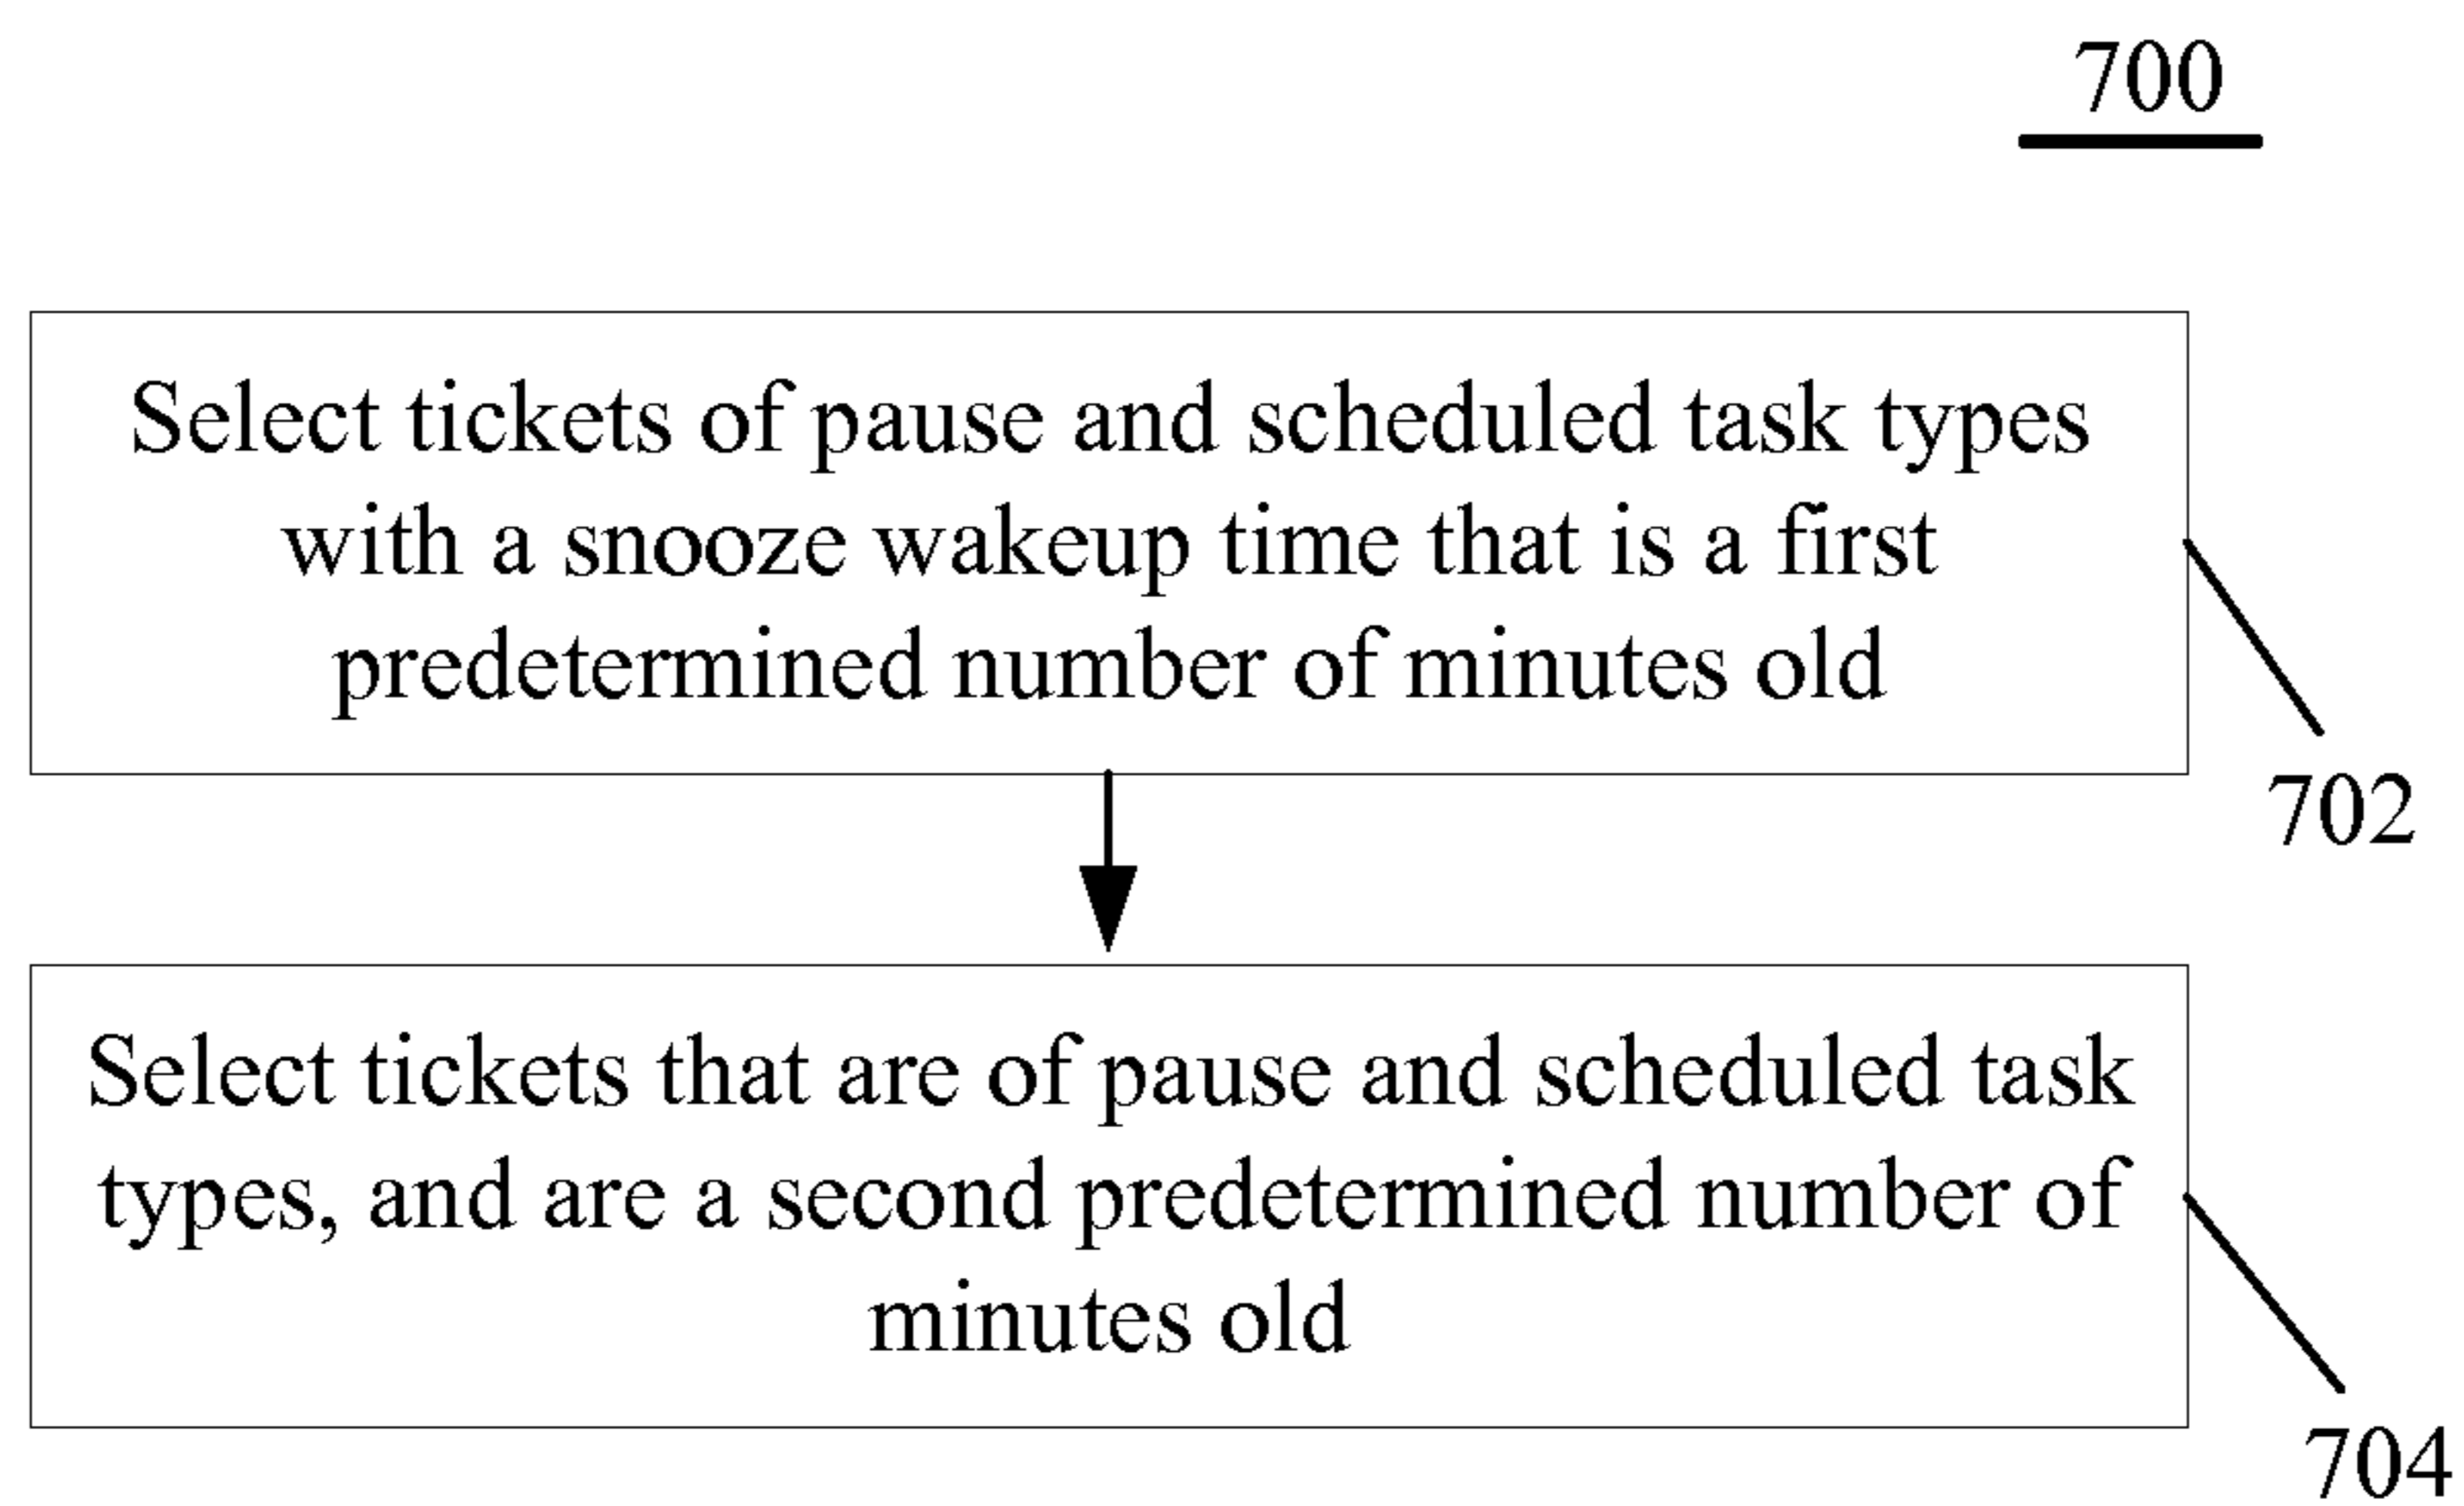 700
Select tickets of pause and scheduled task types
with a snooze wakeup time that is a first
predetermined number of minutes old
702
Select tickets that are of pause and scheduled task
types, and are a second predetermined number of
minutes old
704